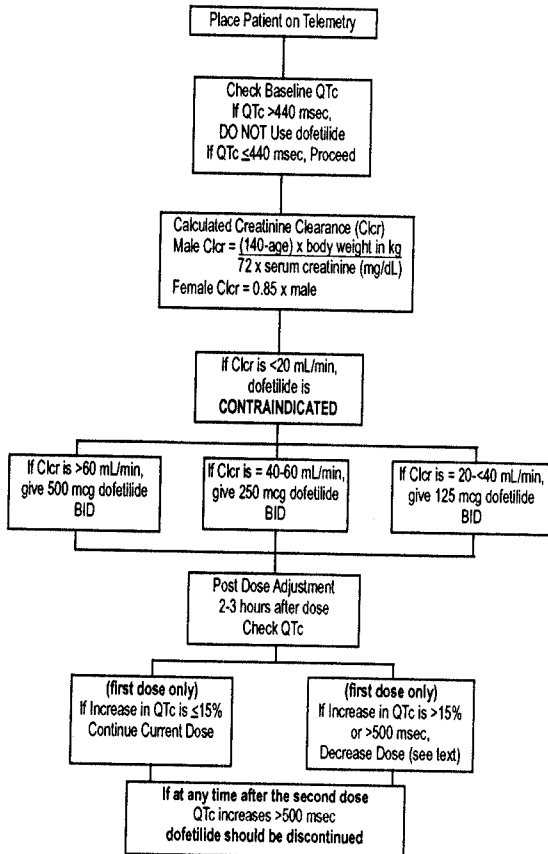 Place Patient on Telemetry
Check Baseline QTc
If QTc >440 msec,
DO NOT Use dofetilide
If QTc ≤440 msec, Proceed
Calculated Creatinine Clearance (Clcr)
Male Clcr = (140-age) x body weight in kg
72 x serum creatinine (mg/dL)
Female Clcr = 0.85 x male
If Clcr is <20 mL/min,
dofetilide is
CONTRAINDICATED
If Clcr is >60 mL/min,
give 500 mcg dofetilide
BID
If Clcr is = 40-60 mL/min,
give 250 mcg dofetilide
BID
If Clcr is = 20-<40 mL/min,
give 125 mcg dofetilide
BID
Post Dose Adjustment
2-3 hours after dose
Check QTc
(first dose only)
If Increase in QTc is ≤15%
Continue Current Dose
(first dose only)
If Increase in QTc is >15%
or >500 msec,
Decrease Dose (see text)
If at any time after the second dose
QTc increases >500 msec
dofetilide should be discontinued